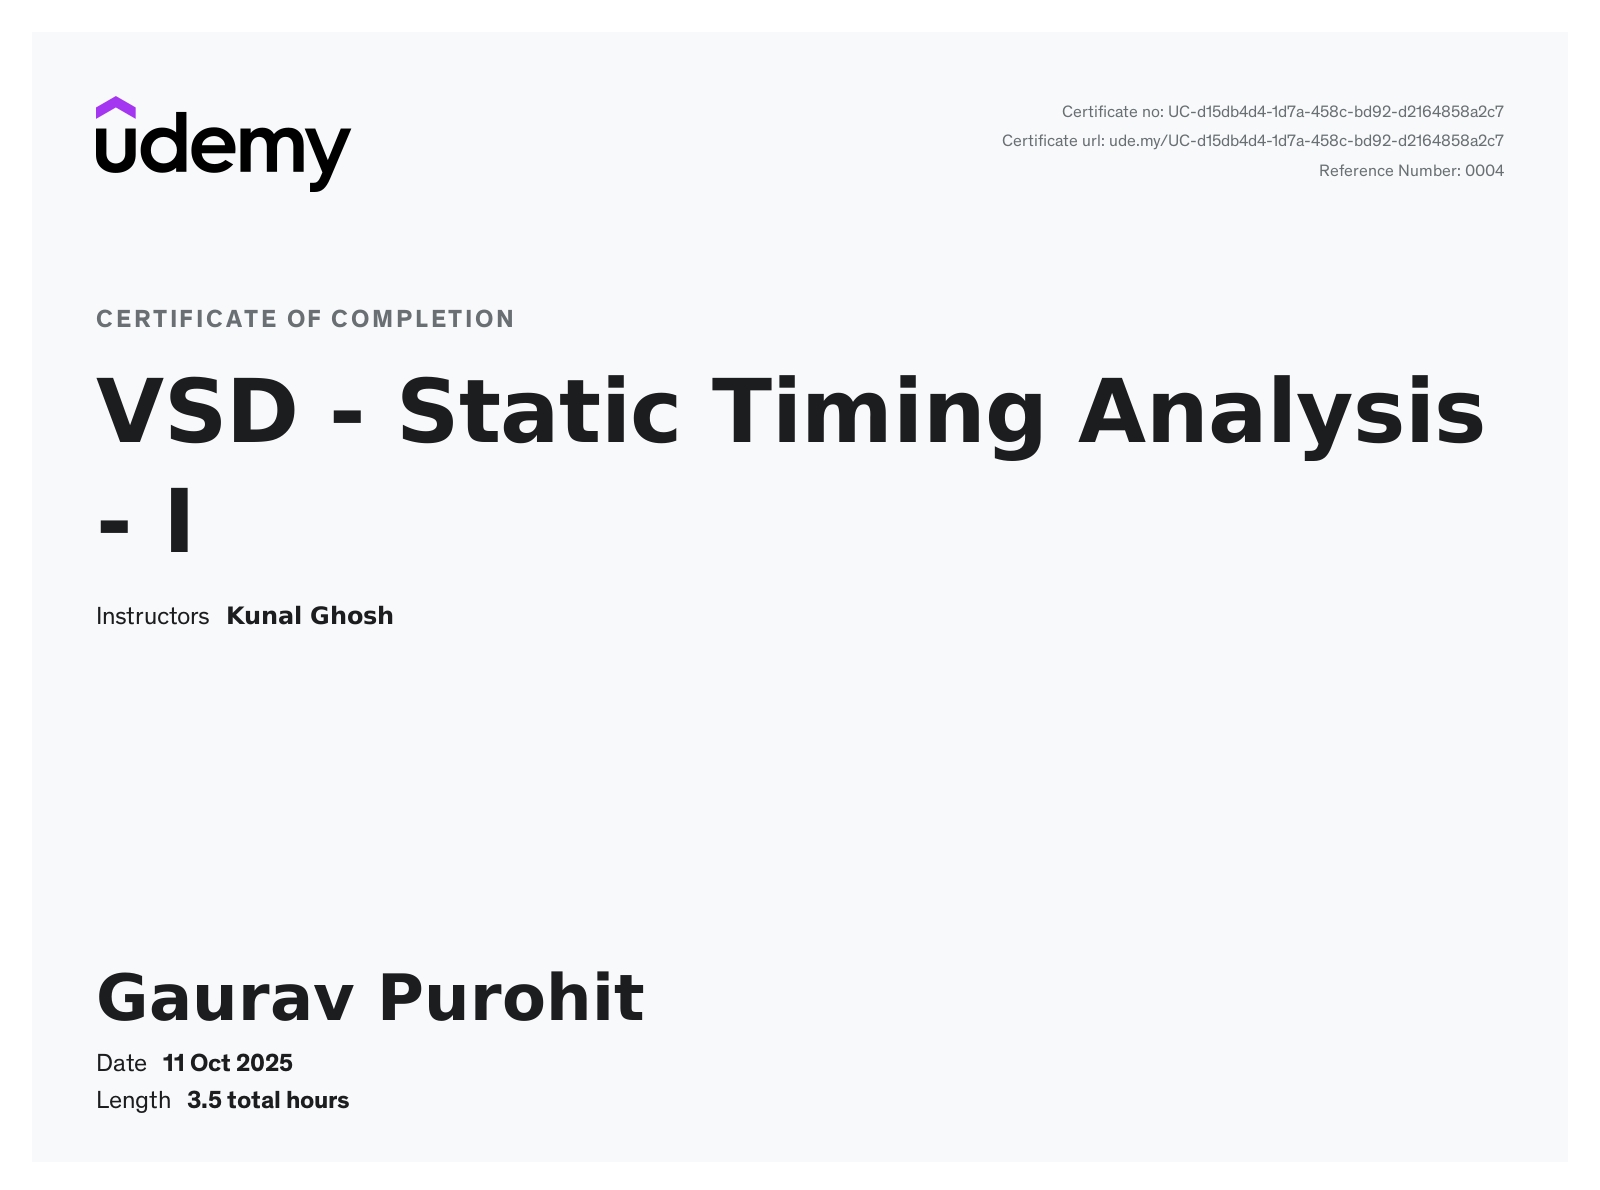 udemy
Certificate no: UC-d15db4d4-1d7a-458c-bd92-d2164858a2c7
Certificate url: ude.my/UC-d15db4d4-1d7a-458c-bd92-d2164858a2c7
Reference Number: 0004
CERTIFICATE OF COMPLETION
VSD - Static Timing Analysis
- I
Instructors Kunal Ghosh
Gaurav Purohit
Date 11 Oct 2025
Length 3.5 total hours